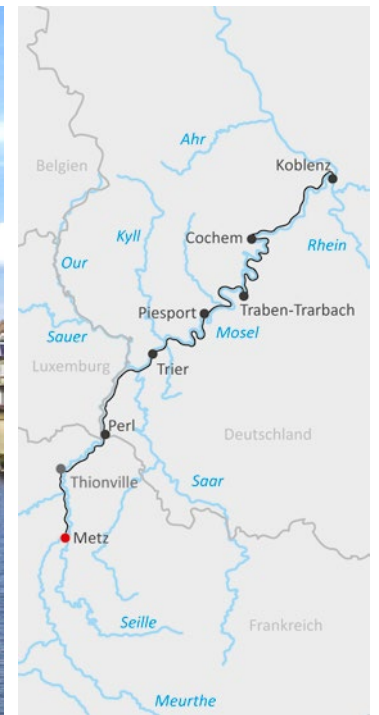 Ahr
Koblenz
Belgien
Kyll
Cochem
Rhein
Our
Traben-Trarbach
Piesport
Mosel
Sauer
Luxemburg
Trier
Perl
Deutschland
Thionville
Saar
Metz
Seille
Frankreich
Meurthe